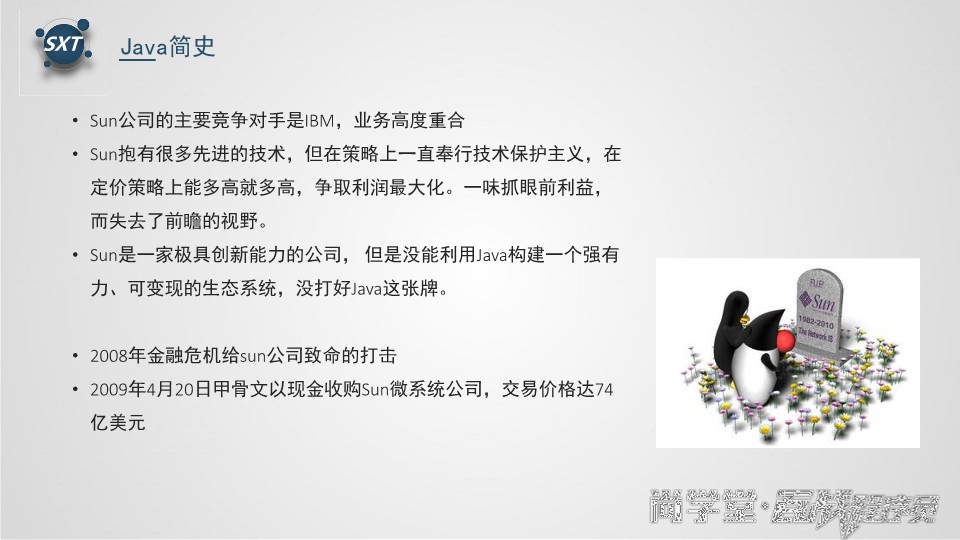 SXT
Java简史
• Sun公司的主要竞争对手是IBM，业务高度重合
• Sun抱有很多先进的技术，但在策略上一直奉行技术保护主义，在
定价策略上能多高就多高，争取利润最大化。一味抓眼前利益，
而失去了前瞻的视野。
• Sun是一家极具创新能力的公司， 但是没能利用Java构建一个强有
力、可变现的生态系统，没打好Java这张牌。
• 2008年金融危机给sun公司致命的打击
• 2009年4月20日甲骨文以现金收购Sun微系统公司，交易价格达74
亿美元
R.I.P.
Sun
1982-2010
The Network IS
尚学堂·百战程序员